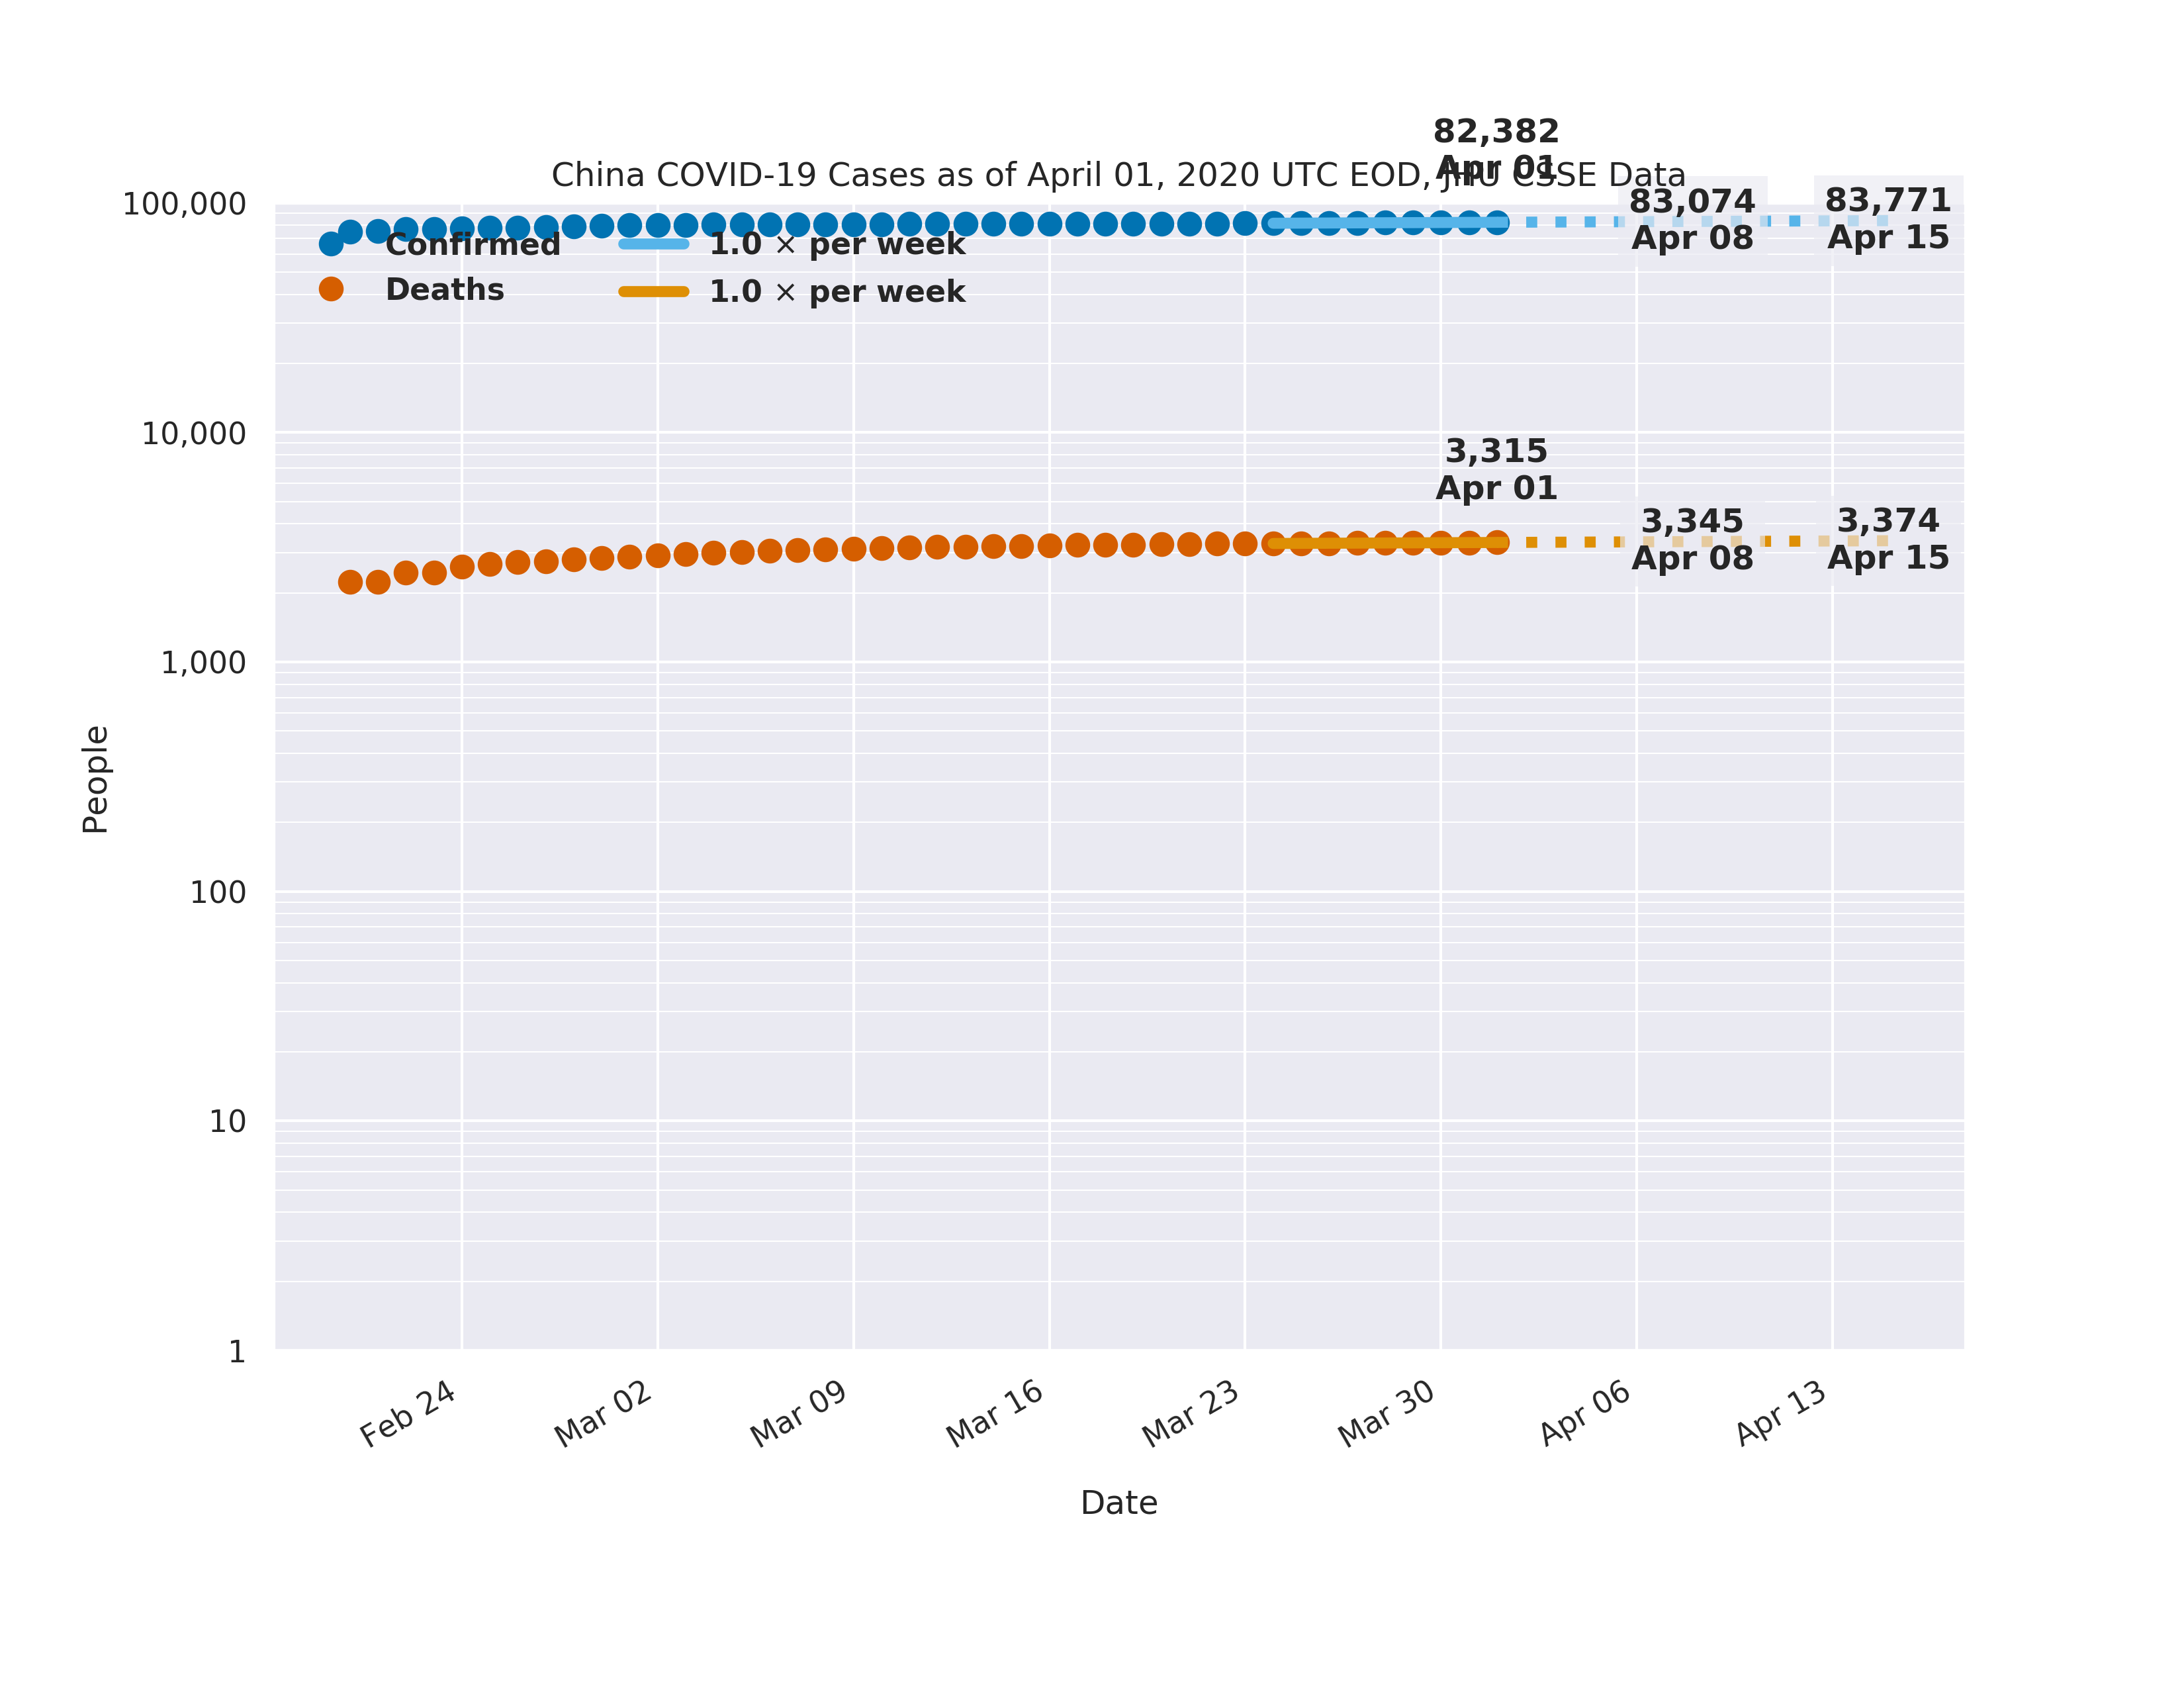 82,382
Apr 01
China COVID-19 Cases as of April 01, 2020 UTC EOD, JHU CSSE Data
83,074
Apr 08
83,771
Apr 15
Confirmed
Deaths
1.0 × per week
1.0 × per week
3,315
Apr 01
3,345
Apr 08
3,374
Apr 15
100,000
10,000
1,000
100
10
1
People
Feb 24
Mar 02
Mar 09
Mar 16
Mar 23
Mar 30
Apr 06
Apr 13
Date